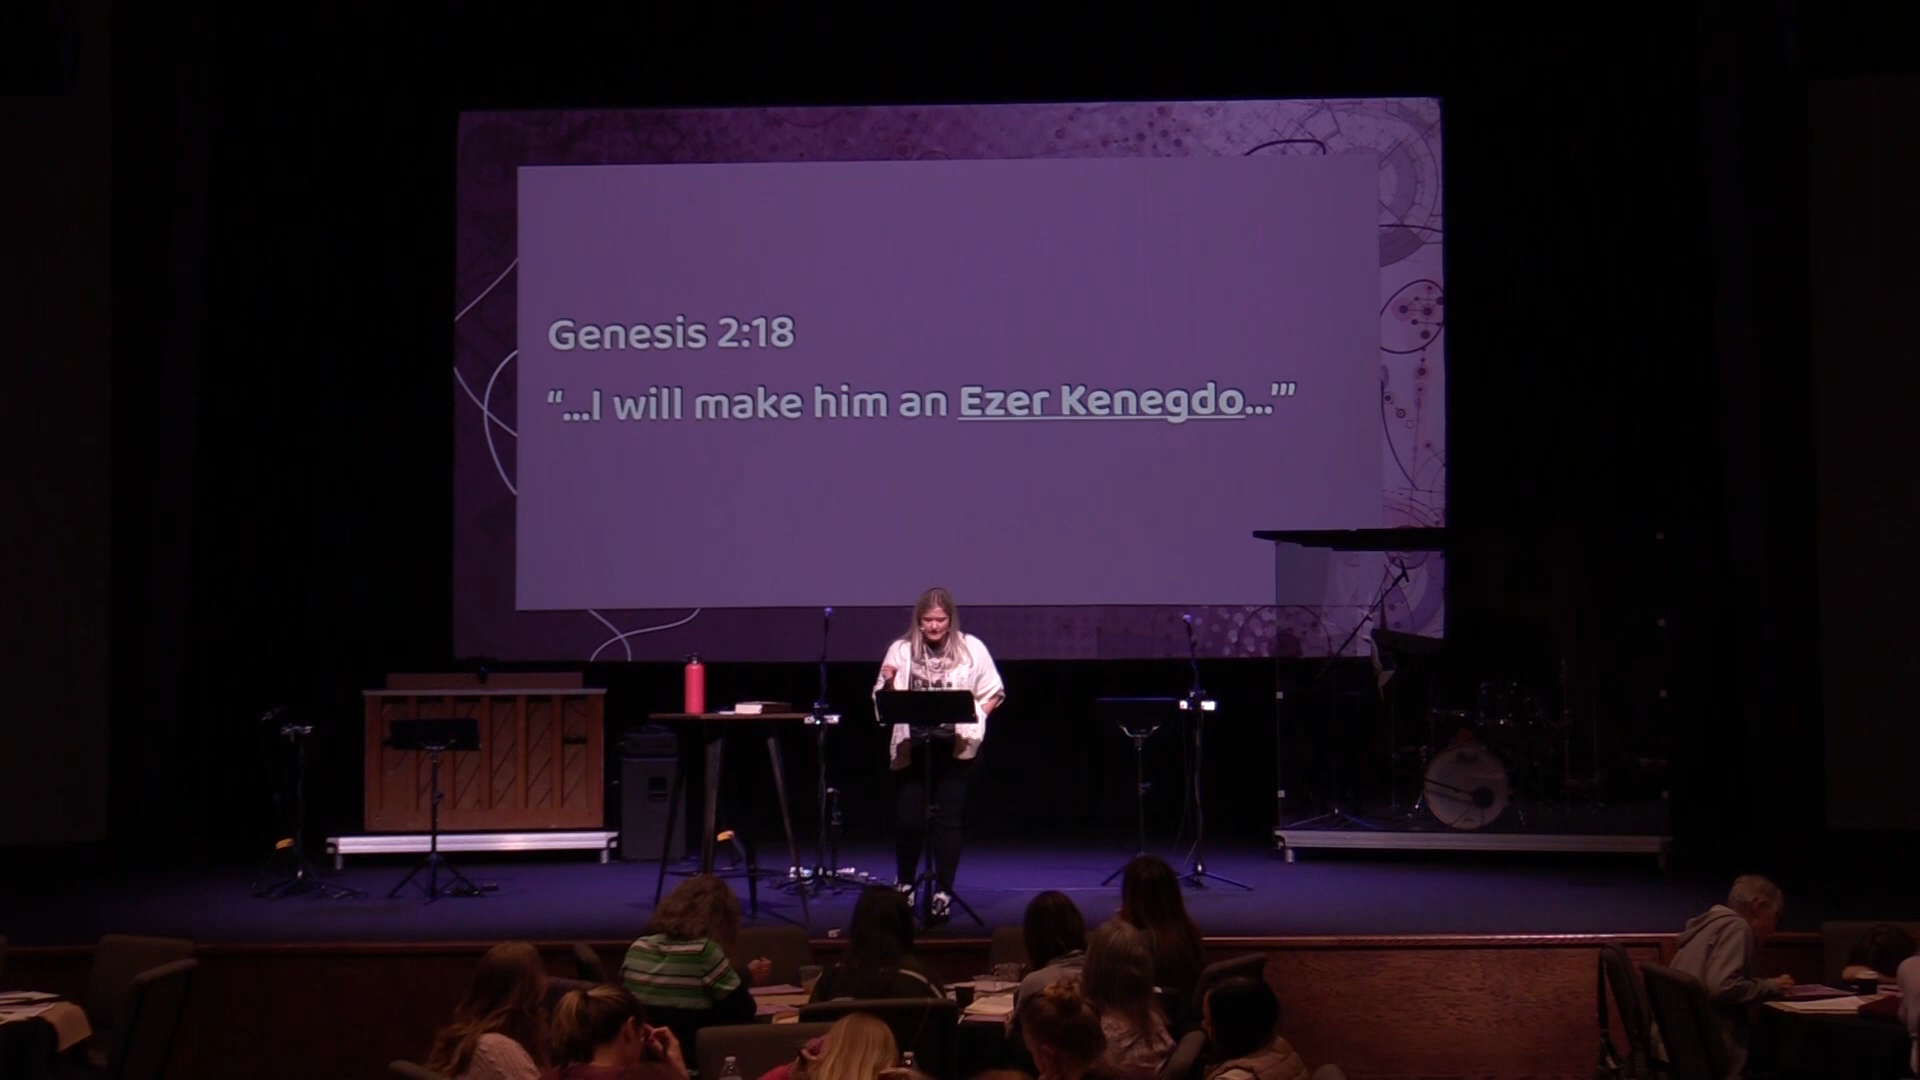 Genesis 2:18
“...I will make him an Ezer Kenegdo...’”